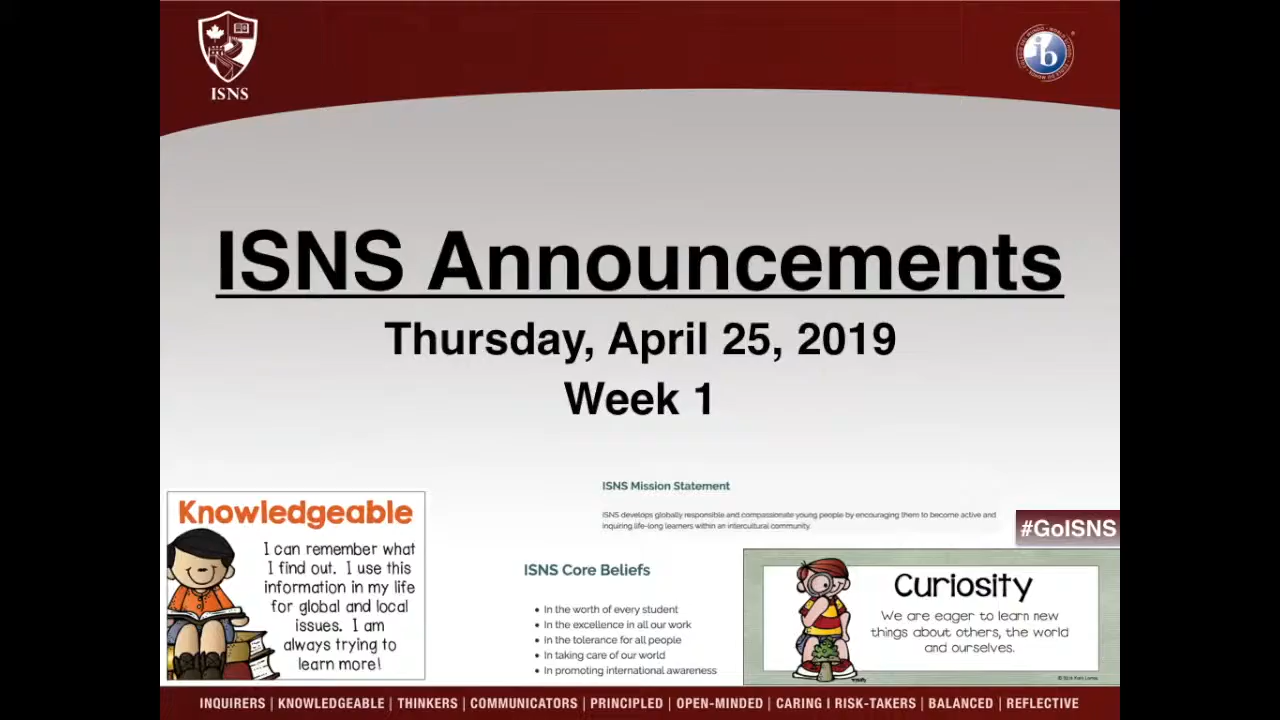 ISNS
ib
ISNS Announcements
Thursday, April 25, 2019
Week 1
ISNS Mission Statement
ISNS develops globally responsible and compassionate young people by encouraging them to become active and
inquiring life-long learners within an intercultural community.
#GoISNS
Knowledgeable
I can remember what
I find out. I use this
information in my life
for global and local
issues. I am
always trying to
learn more!
ISNS Core Beliefs
• In the worth of every student
• In the excellence in all our work
• In the tolerance for all people
• In taking care of our world
• In promoting international awareness
Curiosity
We are eager to learn new
things about others, the world
and ourselves.
INQUIRERS | KNOWLEDGEABLE | THINKERS | COMMUNICATORS | PRINCIPLED | OPEN-MINDED | CARING I RISK-TAKERS | BALANCED | REFLECTIVE